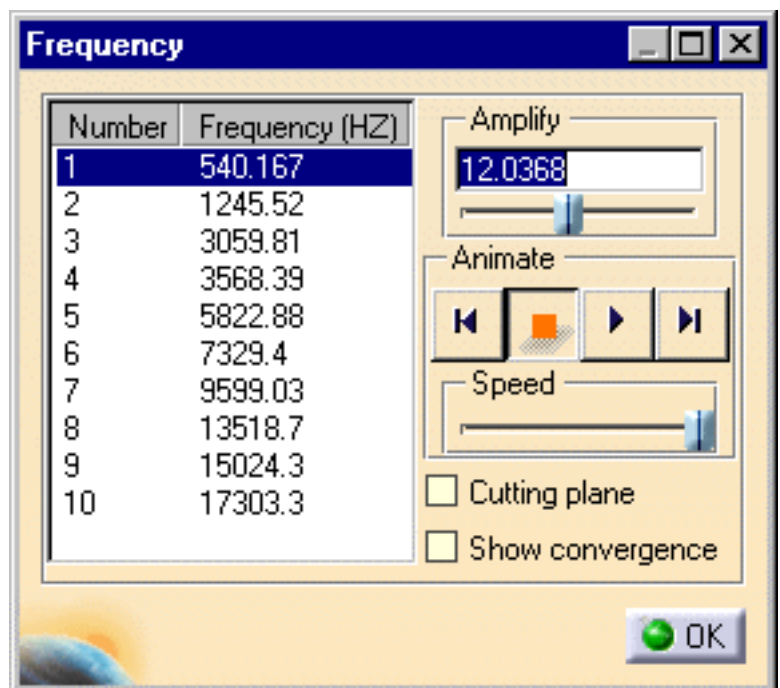 Frequency
Number Frequency (HZ)
1 540.167
2 1245.52
3 3059.81
4 3568.39
5 5822.88
6 7329.4
7 9599.03
8 13518.7
9 15024.3
10 17303.3
Amplify
12.0368
Animate
Speed
Cutting plane
Show convergence
OK